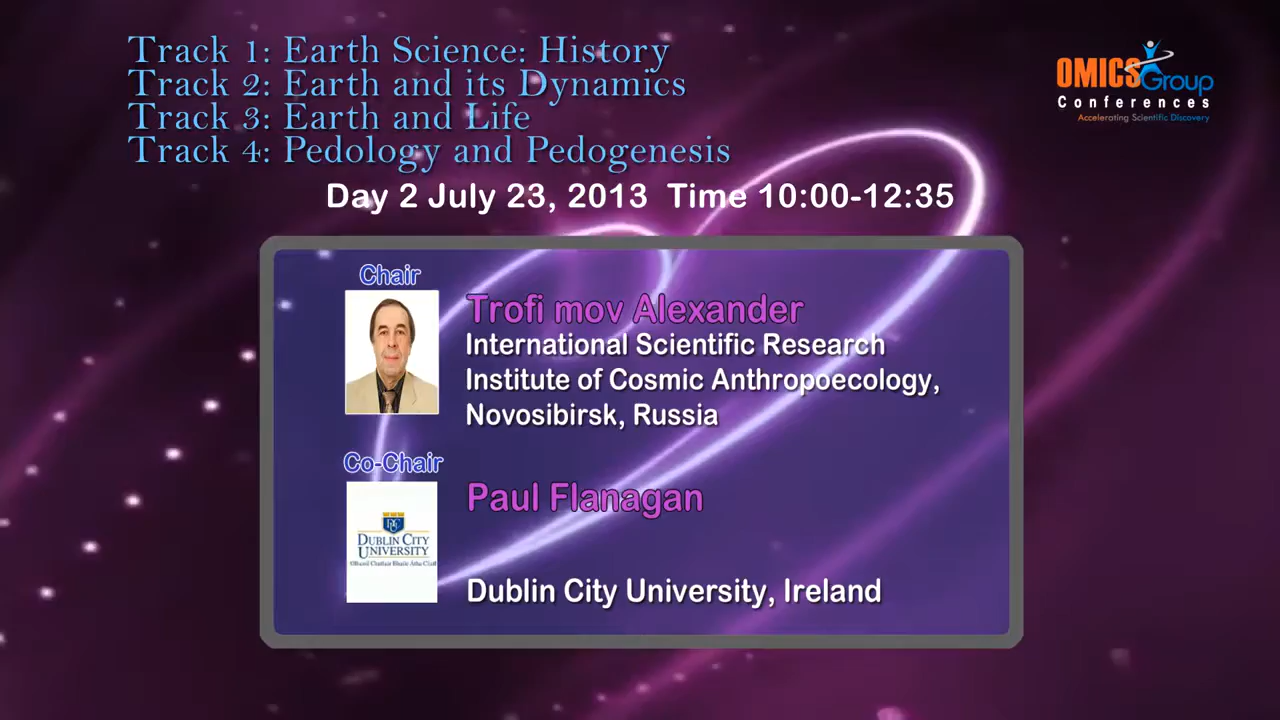 Track 1: Earth Science: History
Track 2: Earth and its Dynamics
Track 3: Earth and Life
Track 4: Pedology and Pedogenesis
OMICS Group
Conferences
Accelerating Scientific Discovery
Day 2 July 23, 2013 Time 10:00-12:35
Chair
Trofi mov Alexander
International Scientific Research
Institute of Cosmic Anthropoecology,
Novosibirsk, Russia
Co-Chair
Paul Flanagan
DUBLIN CITY
UNIVERSITY
Dublin City University, Ireland